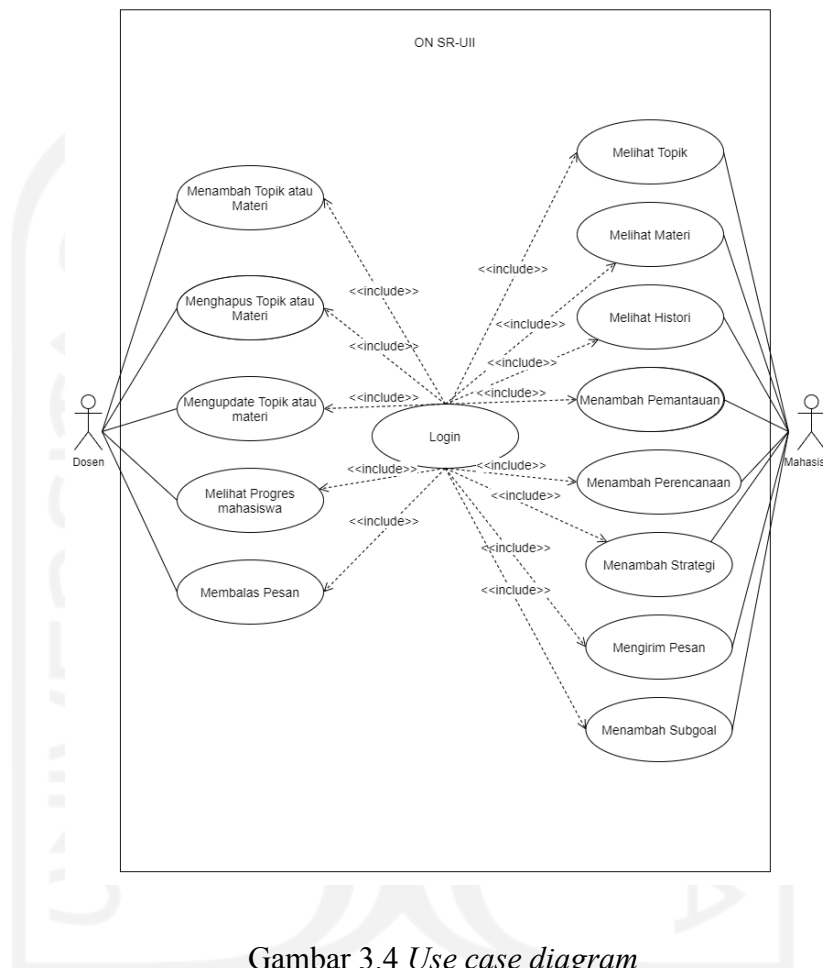 ON SR-UII
Melihat Topik
Menambah Topik atau
Materi
Melihat Materi
<<include>>
<<include>>
Menghapus Topik atau
Materi
Melihat Histori
<<include>>
<<include>>
<<include>>
Mengupdate Topik atau
materi
<<include>>
<<include>>
Menambah Pemantauan
Login
Dosen
Mahasis
Melihat Progres
mahasiswa
<<include>>
<<include>>
Menambah Perencanaan
<<include>>
<<include>>
Membalas Pesan
<<include>>
Menambah Strategi
<<include>>
Mengirim Pesan
Menambah Subgoal
Gambar 3.4 Use case diagram